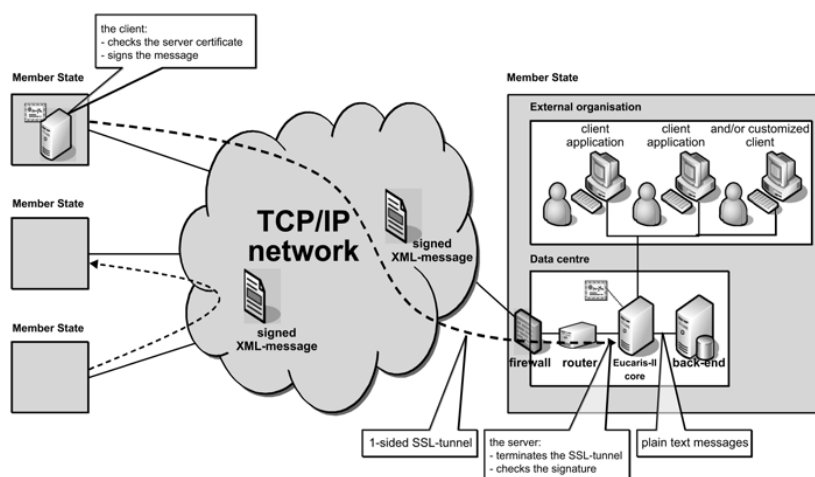 the client:
- checks the server certificate
- signs the message
Member State
Member State
Member State
TCP/IP
network
signed
XML-message
signed
XML-message
Member State
External organisation
client
application
client
application
and/or customized
client
Data centre
firewall
router
Eucaris-II
core
back-end
1-sided SSL-tunnel
the server:
- terminates the SSL-tunnel
- checks the signature
plain text messages